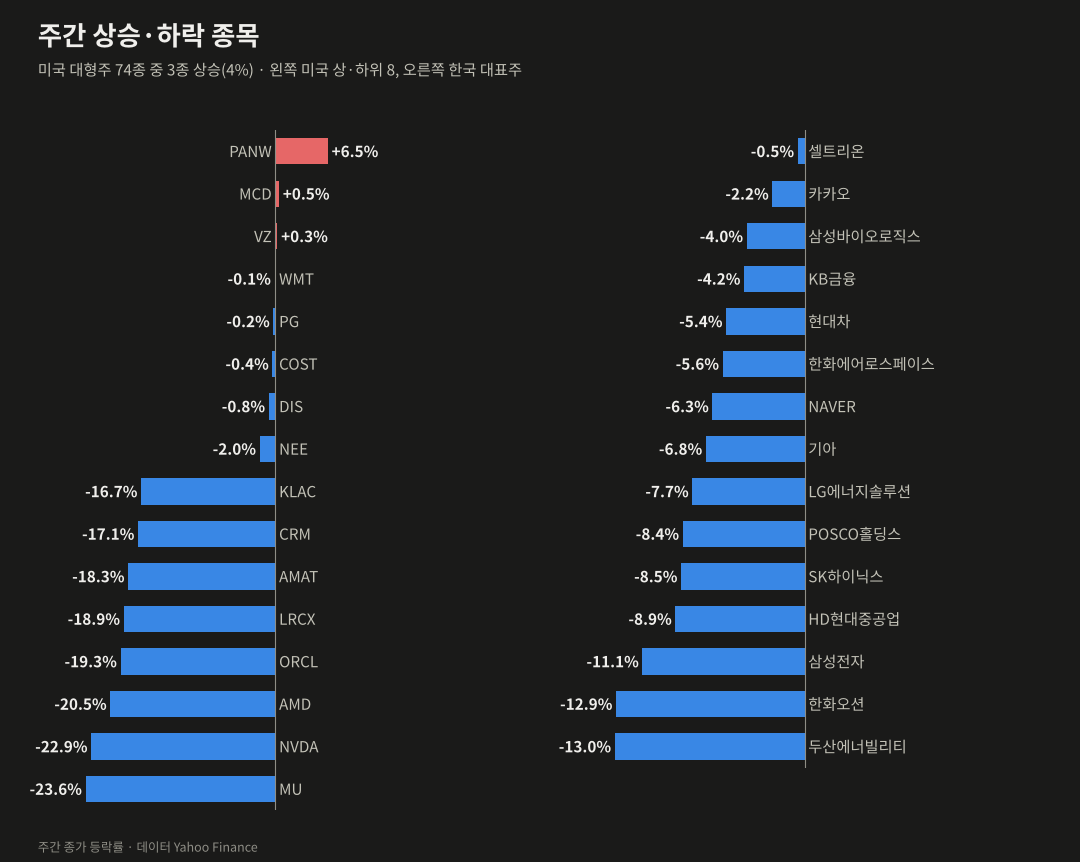 주간 상승·하락 종목
미국 대형주 74종 중 3종 상승(4%) · 왼쪽 미국 상·하위 8, 오른쪽 한국 대표주
PANW +6.5%
MCD +0.5%
VZ +0.3%
-0.1% WMT
-0.2% PG
-0.4% COST
-0.8% DIS
-2.0% NEE
-16.7% KLAC
-17.1% CRM
-18.3% AMAT
-18.9% LRCX
-19.3% ORCL
-20.5% AMD
-22.9% NVDA
-23.6% MU
-0.5% 셀트리온
-2.2% 카카오
-4.0% 삼성바이오로직스
-4.2% KB금융
-5.4% 현대차
-5.6% 한화에어로스페이스
-6.3% NAVER
-6.8% 기아
-7.7% LG에너지솔루션
-8.4% POSCO홀딩스
-8.5% SK하이닉스
-8.9% HD현대중공업
-11.1% 삼성전자
-12.9% 한화오션
-13.0% 두산에너빌리티
주간 종가 등락률 · 데이터 Yahoo Finance